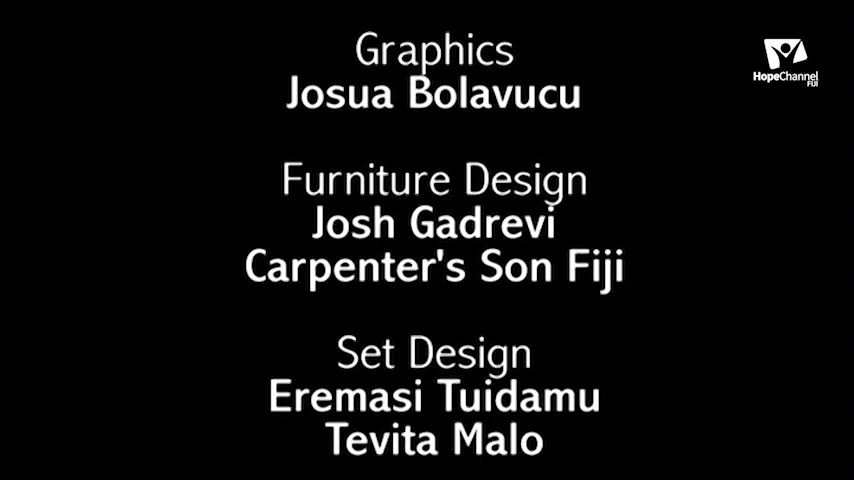 Graphics
Josua Bolavucu
HopeChannel
FIJI
Furniture Design
Josh Gadrevi
Carpenter's Son Fiji
Set Design
Eremasi Tuidamu
Tevita Malo